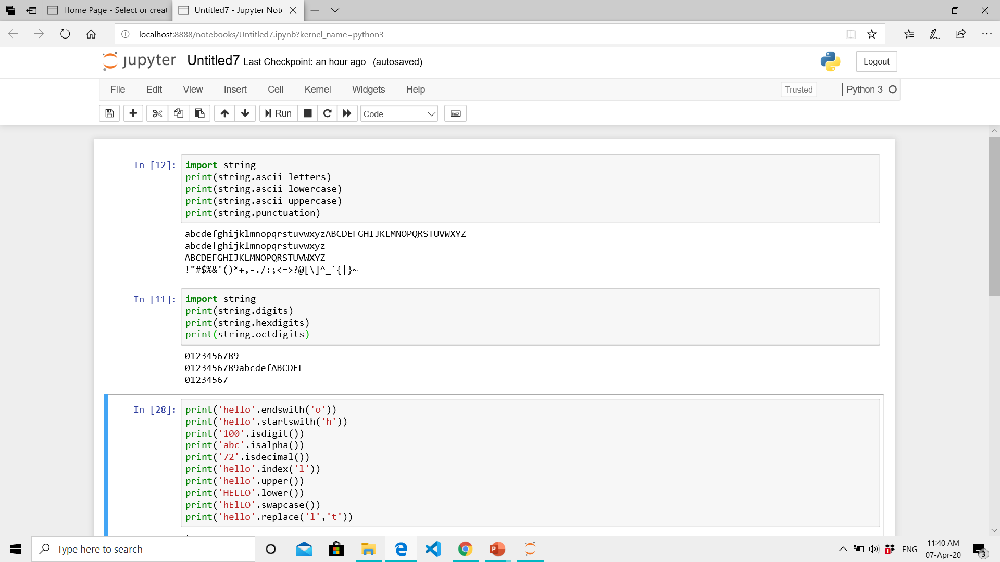 Home Page - Select or creat
Untitled7 - Jupyter Note
localhost:8888/notebooks/Untitled7.ipynb?kernel_name=python3
jupyter Untitled7 Last Checkpoint: an hour ago (autosaved)
Logout
File Edit View Insert Cell Kernel Widgets Help
Trusted
Python 3
Run
Code
In [12]:
import string
print(string.ascii_letters)
print(string.ascii_lowercase)
print(string.ascii_uppercase)
print(string.punctuation)
abcdefghijklmnopqrstuvwxyzABCDEFGHIJKLMNOPQRSTUVWXYZ
abcdefghijklmnopqrstuvwxyz
ABCDEFGHIJKLMNOPQRSTUVWXYZ
!"#$%&'()*+,-./:;<=>?@[\]^_`{|}~
In [11]:
import string
print(string.digits)
print(string.hexdigits)
print(string.octdigits)
0123456789
0123456789abcdefABCDEF
01234567
In [28]:
print('hello'.endswith('o'))
print('hello'.startswith('h'))
print('100'.isdigit())
print('abc'.isalpha())
print('72'.isdecimal())
print('hello'.index('l'))
print('hello'.upper())
print('HELLO'.lower())
print('hElLO'.swapcase())
print('hello'.replace('l','t'))
Type here to search
1
ENG
11:40 AM
07-Apr-20
3